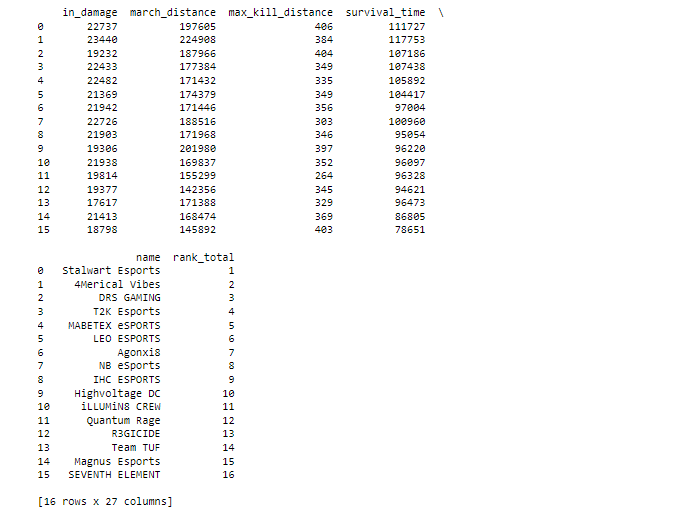 in_damage march_distance max_kill_distance survival_time \
0 22737 197605 406 111727
1 23440 224908 384 117753
2 19232 187966 404 107186
3 22433 177384 349 107438
4 22482 171432 335 105892
5 21369 174379 349 104417
6 21942 171446 356 97004
7 22726 188516 303 100960
8 21903 171968 346 95054
9 19306 201980 397 96220
10 21938 169837 352 96097
11 19814 155299 264 96328
12 19377 142356 345 94621
13 17617 171388 329 96473
14 21413 168474 369 86805
15 18798 145892 403 78651
name rank_total
0 Stalwart Esports 1
1 4Merical Vibes 2
2 DRS GAMING 3
3 T2K Esports 4
4 MABETEX eSPORTS 5
5 LEO ESPORTS 6
6 Agonxi8 7
7 NB eSports 8
8 IHC ESPORTS 9
9 Highvoltage DC 10
10 iLLUMiN8 CREW 11
11 Quantum Rage 12
12 R3GICIDE 13
13 Team TUF 14
14 Magnus Esports 15
15 SEVENTH ELEMENT 16
[16 rows x 27 columns]